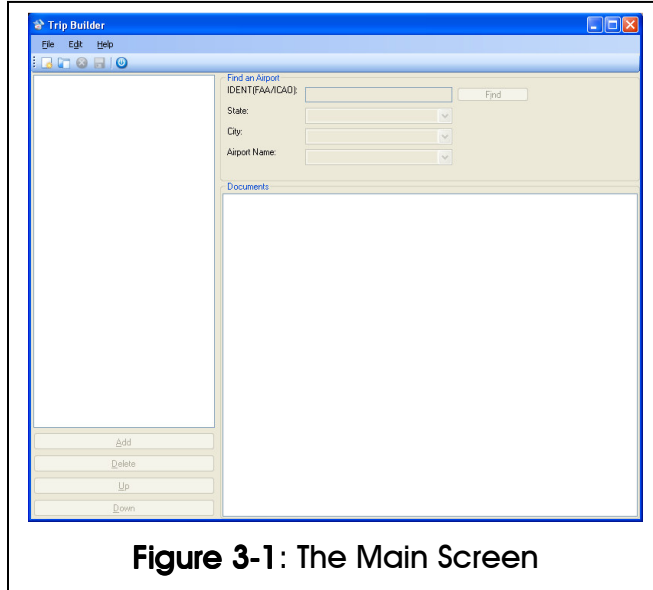 Trip Builder
File Edit Help
Find an Airport
IDENT(FAA/ICAO):
Find
State:
City:
Airport Name:
Documents
Add
Delete
Up
Down
Figure 3-1: The Main Screen